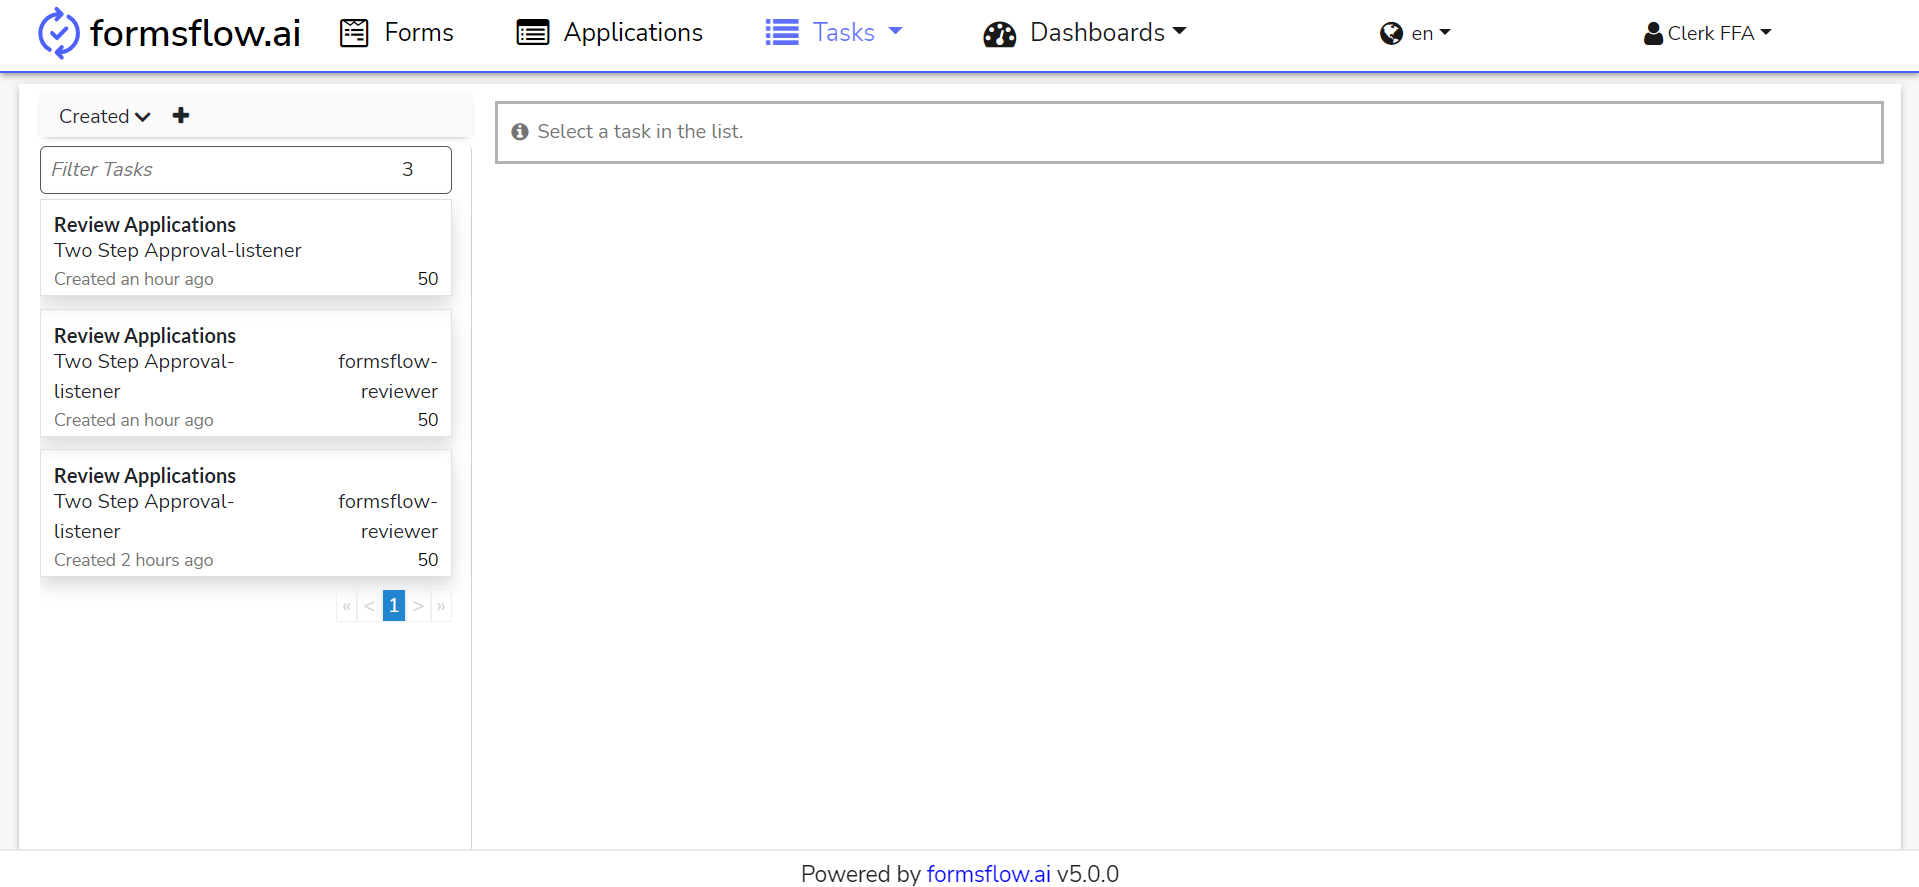 formsflow.ai Forms Applications Tasks Dashboards en Clerk FFA
Created
Select a task in the list.
Filter Tasks 3
Review Applications
Two Step Approval-listener
Created an hour ago 50
Review Applications
Two Step Approval- formsflow-
listener reviewer
Created an hour ago 50
Review Applications
Two Step Approval- formsflow-
listener reviewer
Created 2 hours ago 50
« < 1 > »
Powered by formsflow.ai v5.0.0